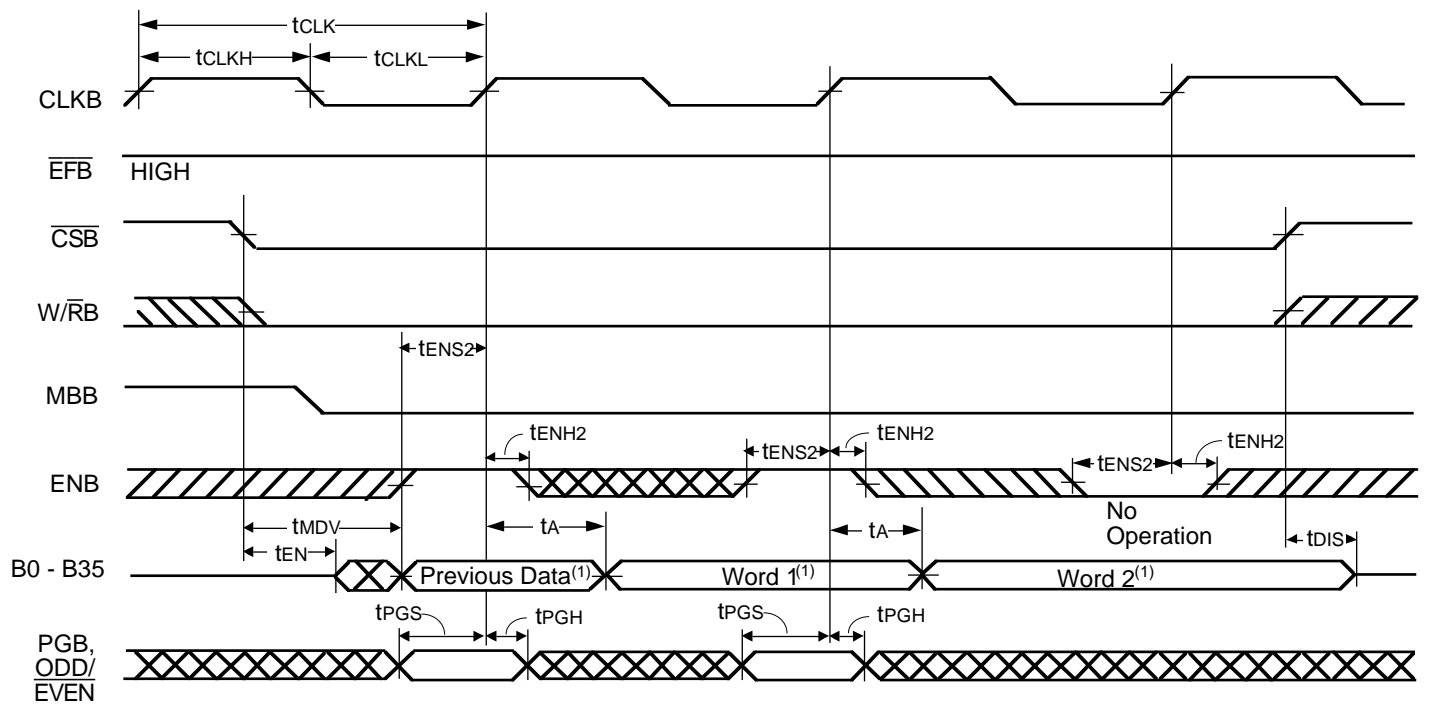 tCLK
tCLKH
tCLKL
CLKB
EFB
HIGH
CSB
W/RB
tENS2
MBB
tENH2
tENS2
tENH2
tENS2
tENH2
ENB
No
Operation
tMDV
tA
tA
tEN
tDIS
B0 - B35
Previous Data(1)
Word 1(1)
Word 2(1)
tPGS
tPGH
tPGS
tPGH
PGB,
ODD/
EVEN